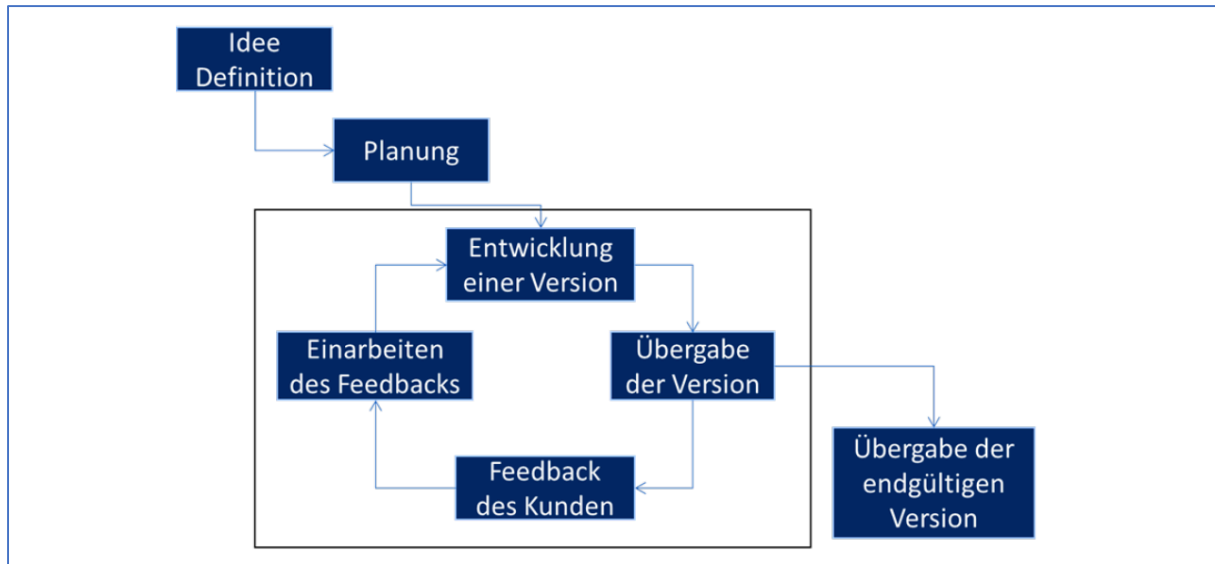 Idee
Definition
Planung
Entwicklung
einer Version
Einarbeiten
des Feedbacks
Übergabe
der Version
Feedback
des Kunden
Übergabe der
endgültigen
Version